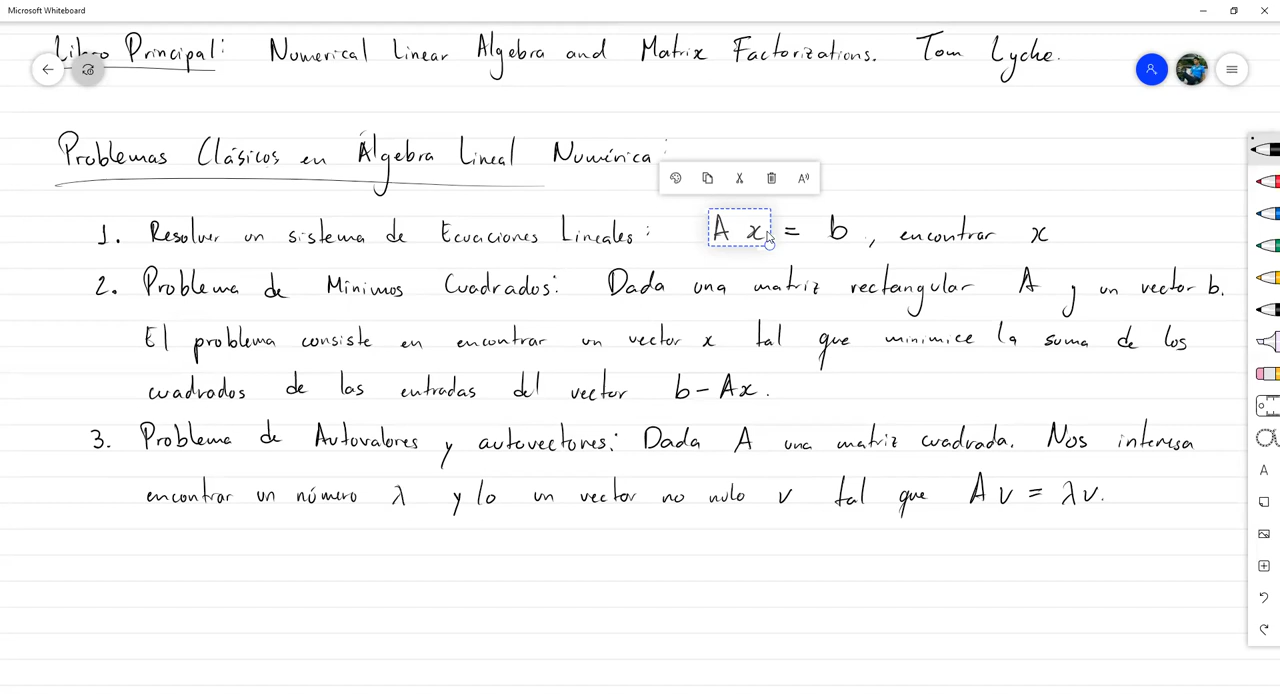 Microsoft Whiteboard
Libro Principal: Numerical Linear Algebra and Matrix Factorizations. Tom Lyche.
Problemas Clásicos en Álgebra Lineal Numérica:
1. Resolver un sistema de Ecuaciones Lineales: A x = b, encontrar x
2. Problema de Mínimos Cuadrados: Dada una matriz rectangular A y un vector b.
El problema consiste en encontrar un vector x tal que minimice la suma de los
cuadrados de las entradas del vector b - Ax.
3. Problema de Autovalores y autovectores: Dada A una matriz cuadrada. Nos interesa
encontrar un número λ y/o un vector no nulo v tal que A v = λv.